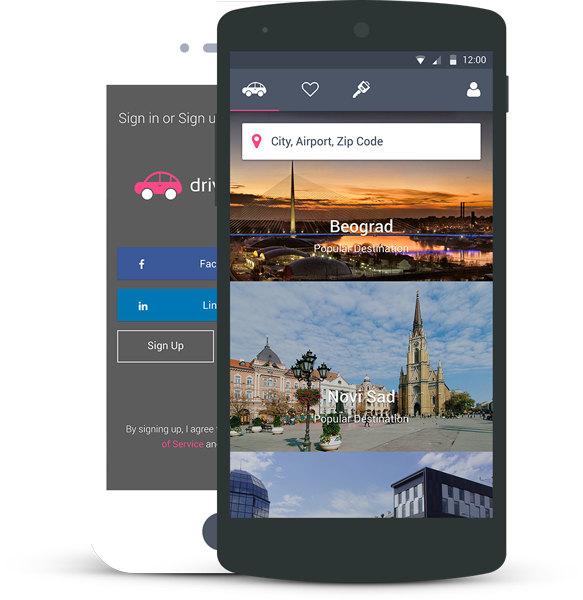 Sign in or Sign u
driv
Fac
Lin
Sign Up
By signing up, I agree
of Service an
12:00
City, Airport, Zip Code
Beograd
Popular Destination
Novi Sad
Popular Destination